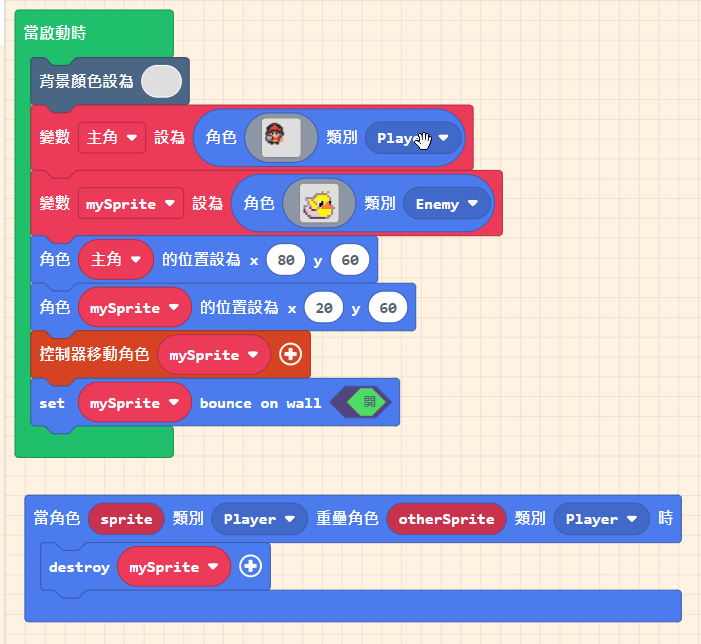 當啟動時
背景顏色設為
變數 主角 設為 角色 類別 Player
變數 mySprite 設為 角色 類別 Enemy
角色 主角 的位置設為 x 80 y 60
角色 mySprite 的位置設為 x 20 y 60
控制器移動角色 mySprite
set mySprite bounce on wall 開
當角色 sprite 類別 Player 重疊角色 otherSprite 類別 Player 時
destroy mySprite